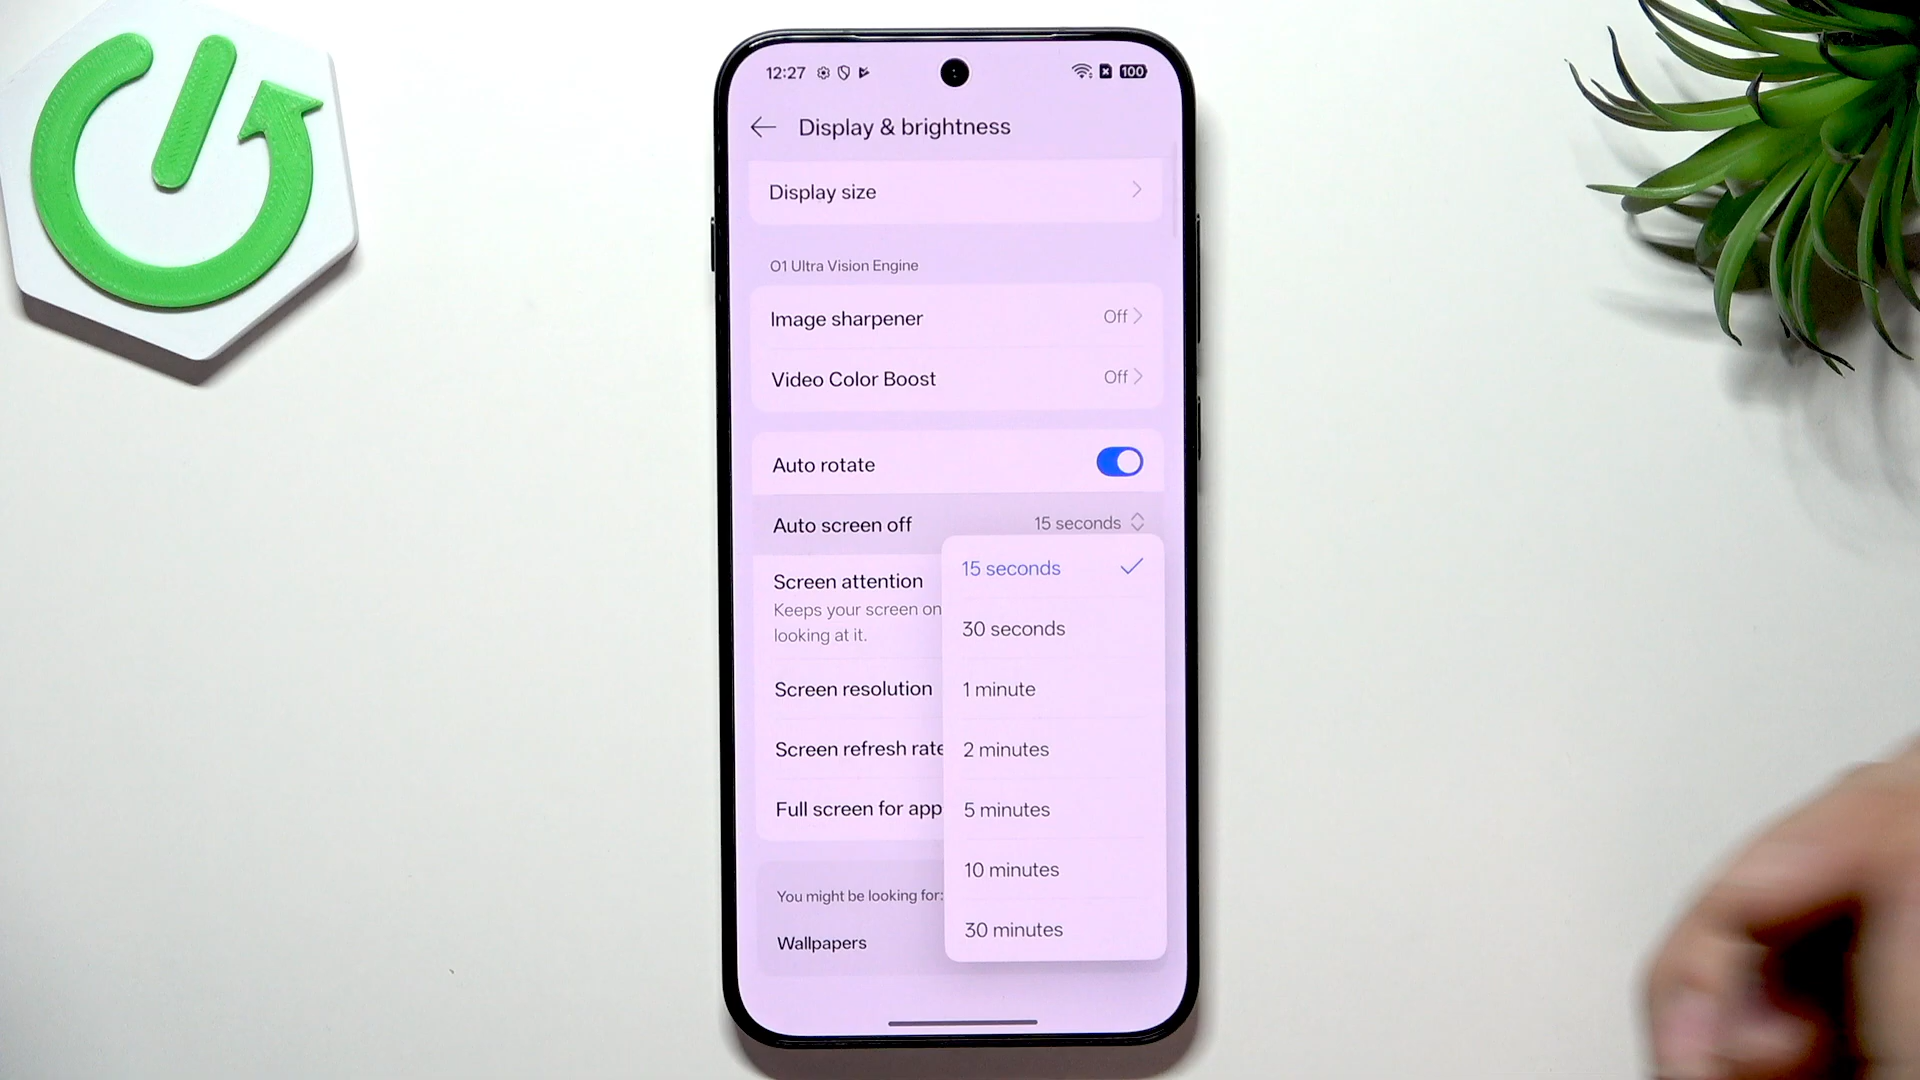 12:27
100
Display & brightness
Display size
O1 Ultra Vision Engine
Image sharpener
Off
Video Color Boost
Off
Auto rotate
Auto screen off
15 seconds
Screen attention
Keeps your screen on
looking at it.
Screen resolution
Screen refresh rate
Full screen for app
You might be looking for:
Wallpapers
15 seconds
30 seconds
1 minute
2 minutes
5 minutes
10 minutes
30 minutes